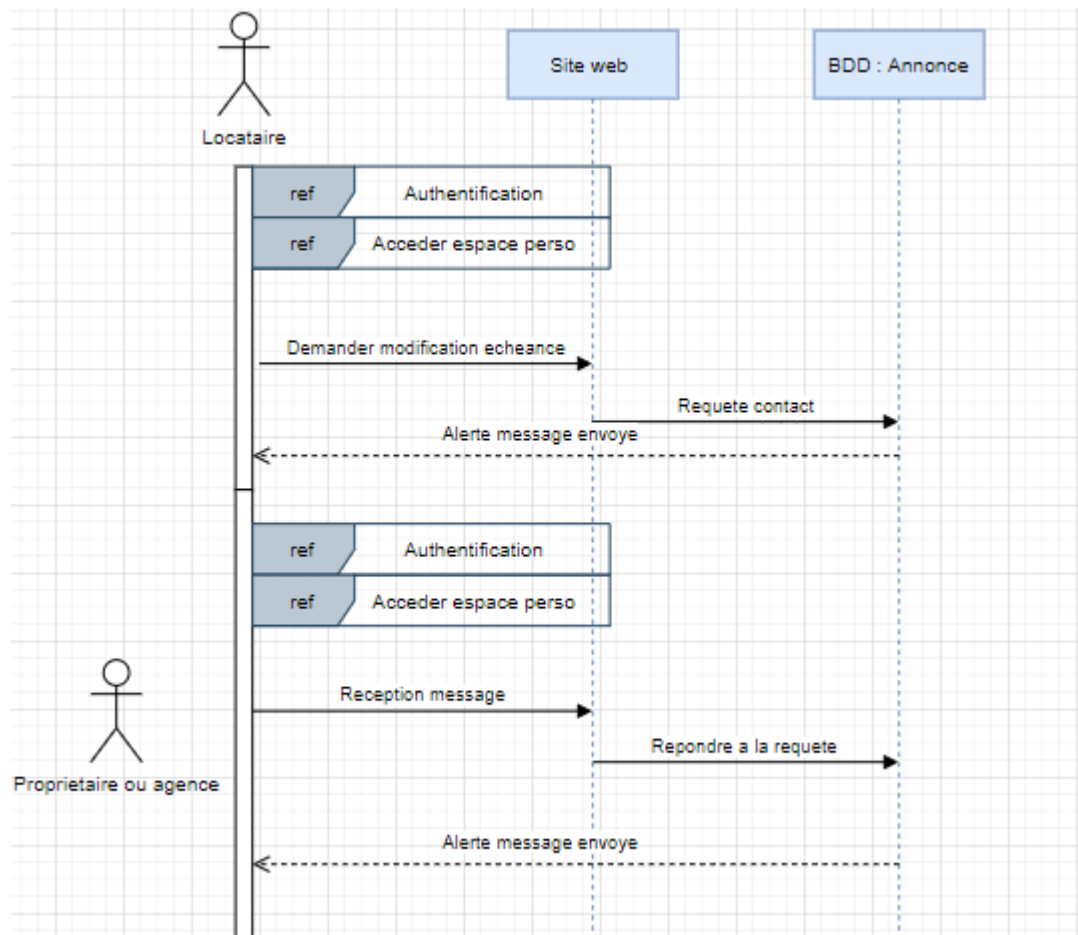 Site web
BDD : Annonce
Locataire
ref
Authentification
ref
Acceder espace perso
Demander modification echeance
Requete contact
Alerte message envoye
ref
Authentification
ref
Acceder espace perso
Reception message
Repondre a la requete
Proprietaire ou agence
Alerte message envoye